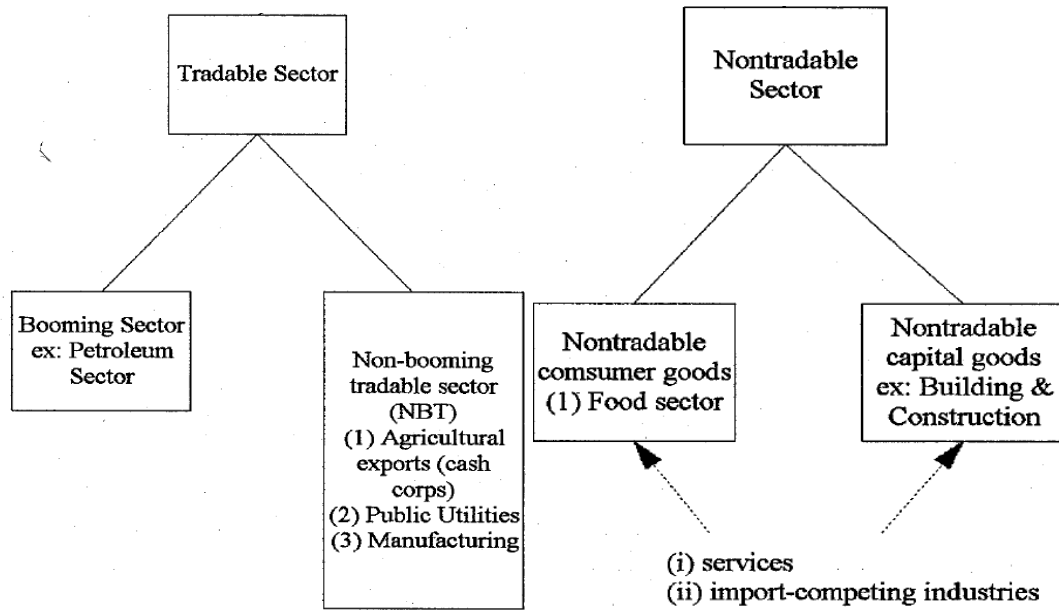 Tradable Sector
Nontradable
Sector
Booming Sector
ex: Petroleum
Sector
Non-booming
tradable sector
(NBT)
(1) Agricultural
exports (cash
corps)
(2) Public Utilities
(3) Manufacturing
Nontradable
comsumer goods
(1) Food sector
Nontradable
capital goods
ex: Building &
Construction
(i) services
(ii) import-competing industries